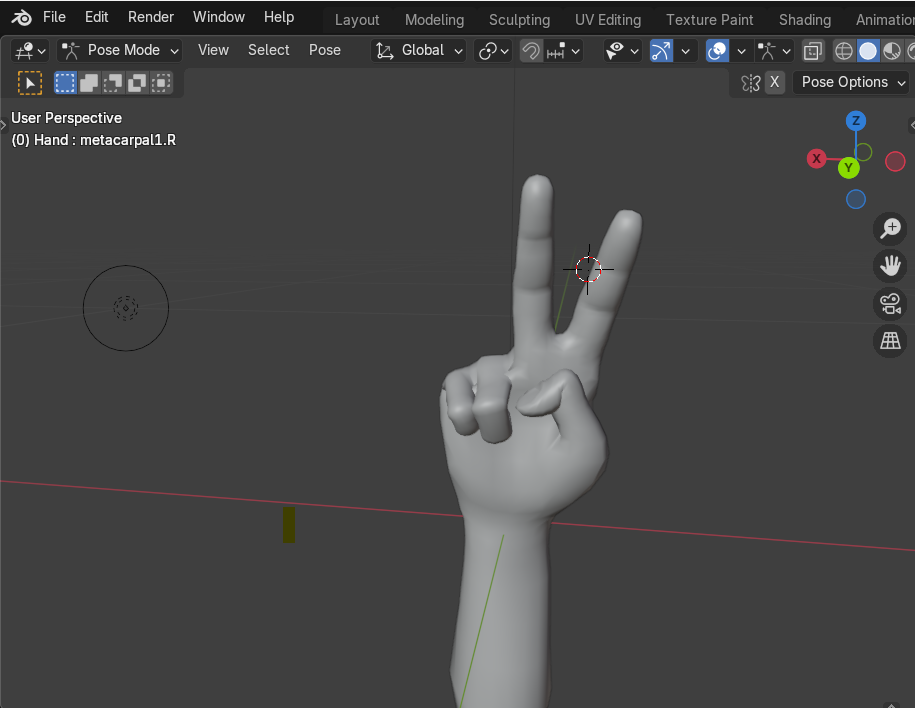 File Edit Render Window Help Layout Modeling Sculpting UV Editing Texture Paint Shading
Pose Mode View Select Pose Global
X Pose Options
User Perspective
(0) Hand : metacarpal1.R
Z
X
Y